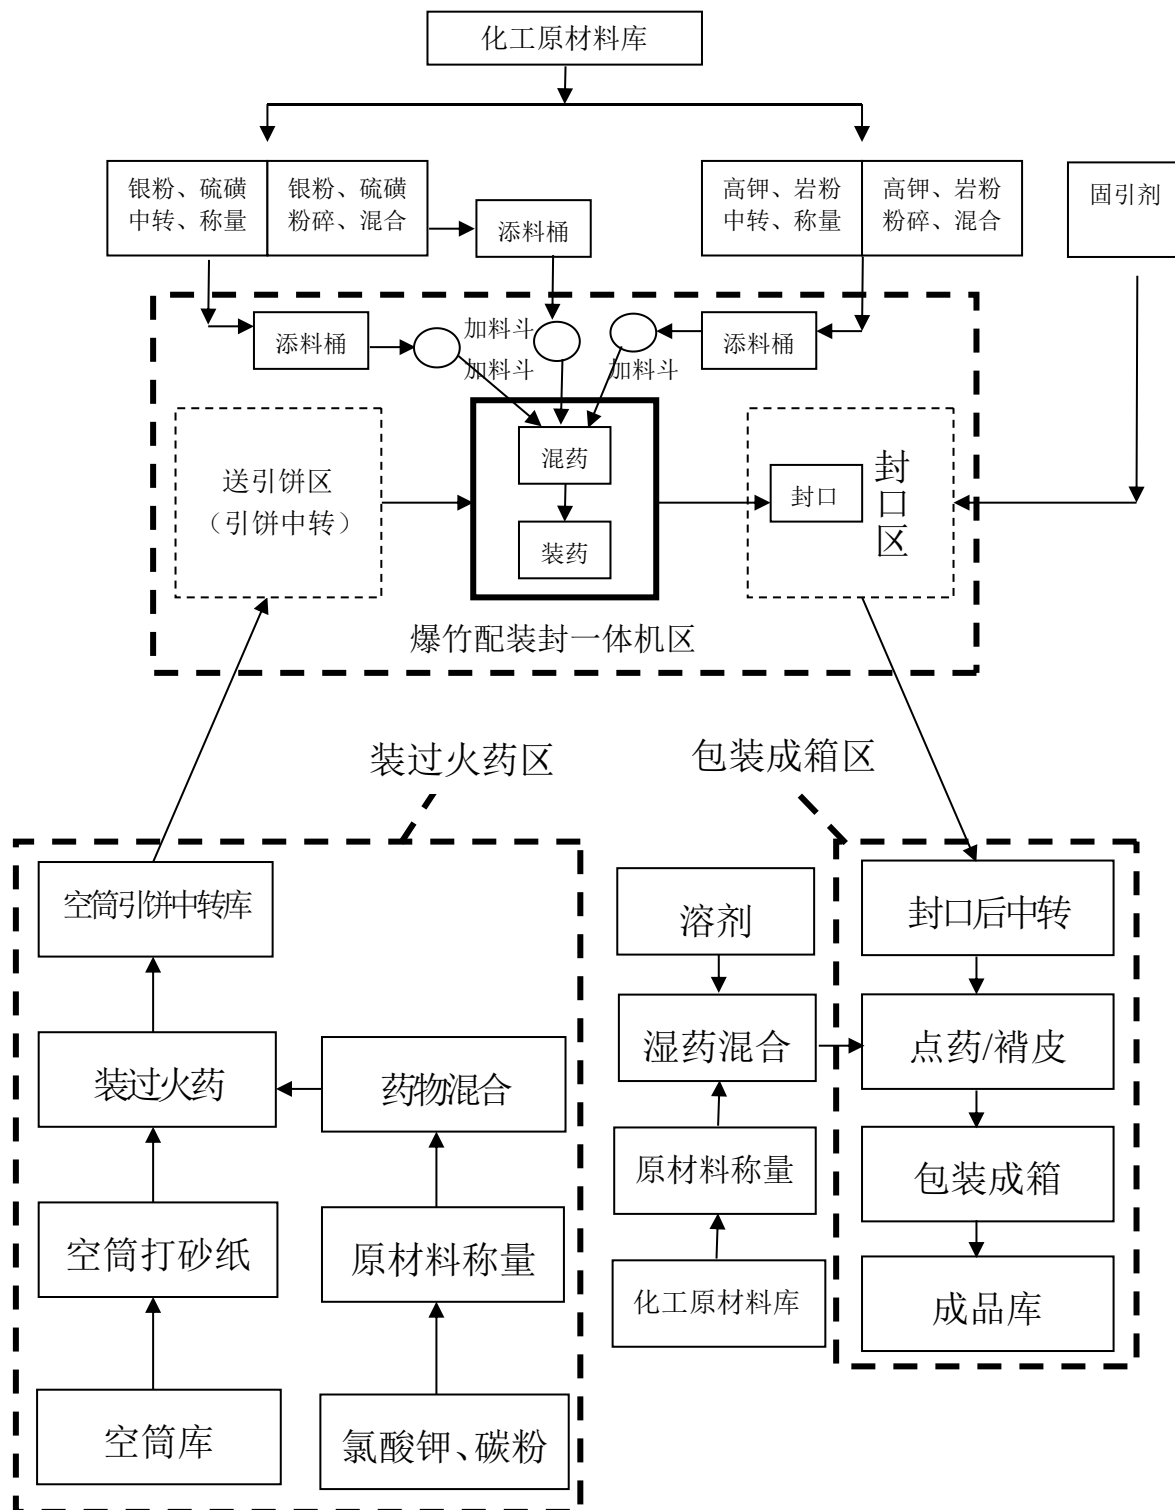 化工原材料库
银粉、硫磺
中转、称量
银粉、硫磺
粉碎、混合
添料桶
高钾、岩粉
中转、称量
高钾、岩粉
粉碎、混合
固引剂
添料桶
加料斗
加料斗
加料斗
添料桶
送引饼区
（引饼中转）
混药
装药
封口
封口区
爆竹配装封一体机区
装过火药区
包装成箱区
空筒引饼中转库
溶剂
封口后中转
装过火药
药物混合
湿药混合
点药/褙皮
空筒打砂纸
原材料称量
原材料称量
包装成箱
化工原材料库
成品库
空筒库
氯酸钾、碳粉